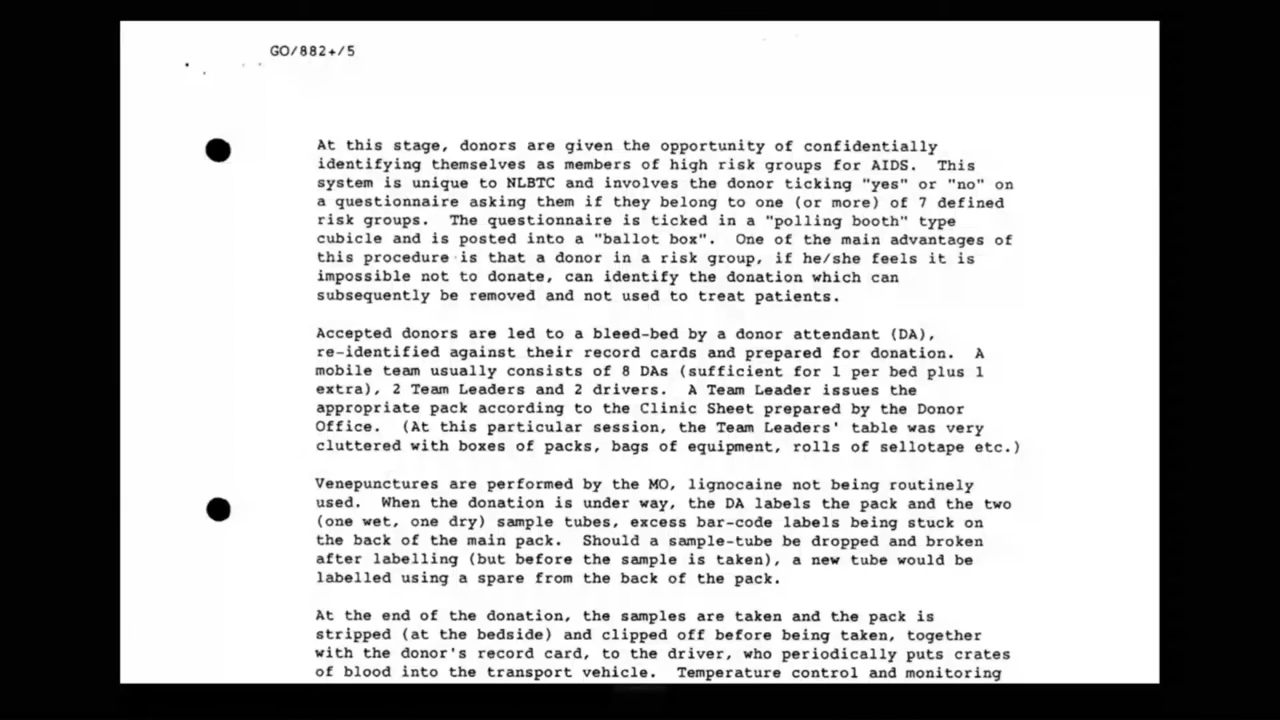 GO/882+/5
At this stage, donors are given the opportunity of confidentially
identifying themselves as members of high risk groups for AIDS. This
system is unique to NLBTC and involves the donor ticking "yes" or "no" on
a questionnaire asking them if they belong to one (or more) of 7 defined
risk groups. The questionnaire is ticked in a "polling booth" type
cubicle and is posted into a "ballot box". One of the main advantages of
this procedure is that a donor in a risk group, if he/she feels it is
impossible not to donate, can identify the donation which can
subsequently be removed and not used to treat patients.
Accepted donors are led to a bleed-bed by a donor attendant (DA),
re-identified against their record cards and prepared for donation. A
mobile team usually consists of 8 DAs (sufficient for 1 per bed plus 1
extra), 2 Team Leaders and 2 drivers. A Team Leader issues the
appropriate pack according to the Clinic Sheet prepared by the Donor
Office. (At this particular session, the Team Leaders' table was very
cluttered with boxes of packs, bags of equipment, rolls of sellotape etc.)
Venepunctures are performed by the MO, lignocaine not being routinely
used. When the donation is under way, the DA labels the pack and the two
(one wet, one dry) sample tubes, excess bar-code labels being stuck on
the back of the main pack. Should a sample-tube be dropped and broken
after labelling (but before the sample is taken), a new tube would be
labelled using a spare from the back of the pack.
At the end of the donation, the samples are taken and the pack is
stripped (at the bedside) and clipped off before being taken, together
with the donor's record card, to the driver, who periodically puts crates
of blood into the transport vehicle. Temperature control and monitoring